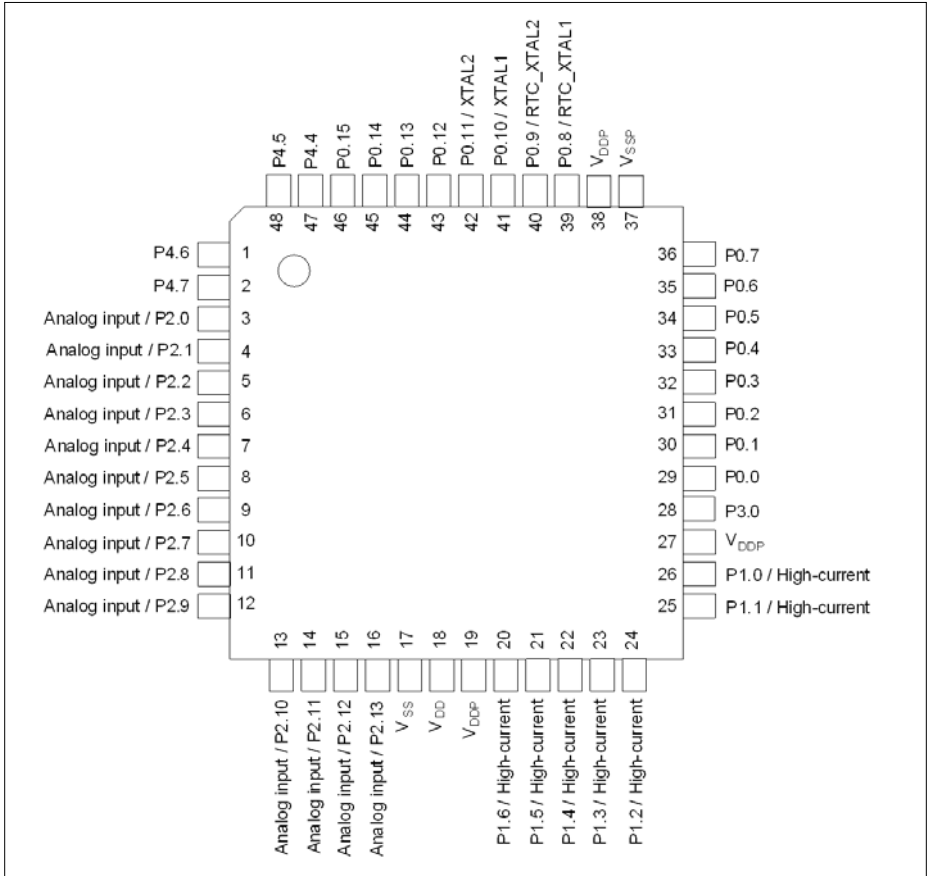 P4.5
P4.4
P0.15
P0.14
P0.13
P0.12
P0.11 / XTAL2
P0.10 / XTAL1
P0.9 / RTC_XTAL2
P0.8 / RTC_XTAL1
VDDP
VSSP
48 47 46 45 44 43 42 41 40 39 38 37
P4.6 1
P4.7 2
Analog input / P2.0 3
Analog input / P2.1 4
Analog input / P2.2 5
Analog input / P2.3 6
Analog input / P2.4 7
Analog input / P2.5 8
Analog input / P2.6 9
Analog input / P2.7 10
Analog input / P2.8 11
Analog input / P2.9 12
36 P0.7
35 P0.6
34 P0.5
33 P0.4
32 P0.3
31 P0.2
30 P0.1
29 P0.0
28 P3.0
27 VDDP
26 P1.0 / High-current
25 P1.1 / High-current
13 14 15 16 17 18 19 20 21 22 23 24
Analog input / P2.10
Analog input / P2.11
Analog input / P2.12
Analog input / P2.13
VSS
VDD
VDDP
P1.6 / High-current
P1.5 / High-current
P1.4 / High-current
P1.3 / High-current
P1.2 / High-current